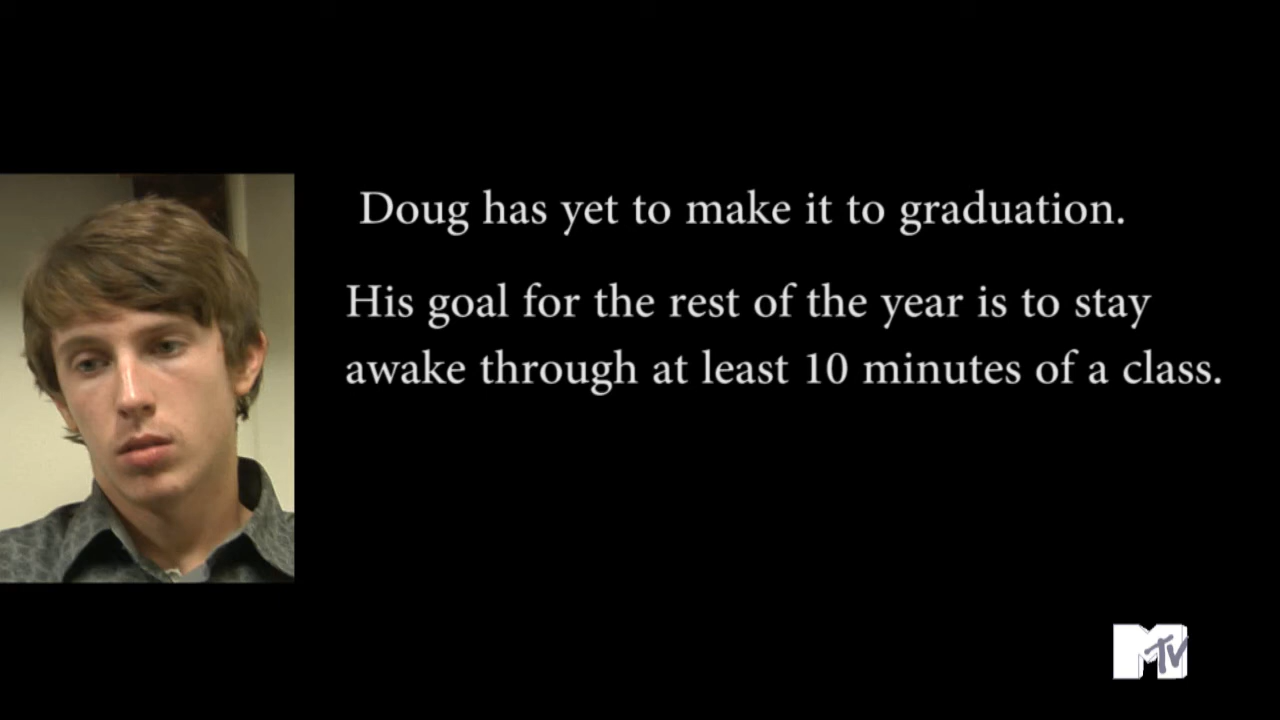 Doug has yet to make it to graduation.
His goal for the rest of the year is to stay
awake through at least 10 minutes of a class.
MTV